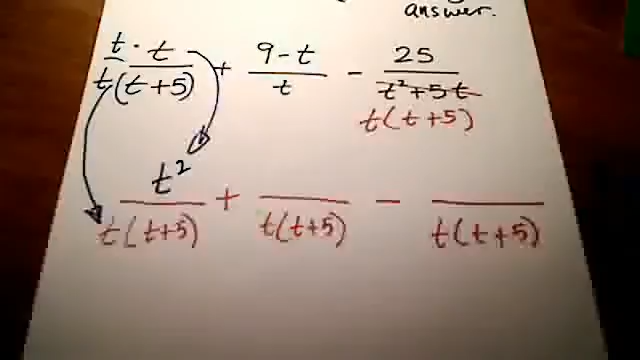 answer.
t · t / t(t+5) + 9 - t / t - 25 / t² + 5t
t(t+5)
t² / t(t+5) + / t(t+5) - / t(t+5)